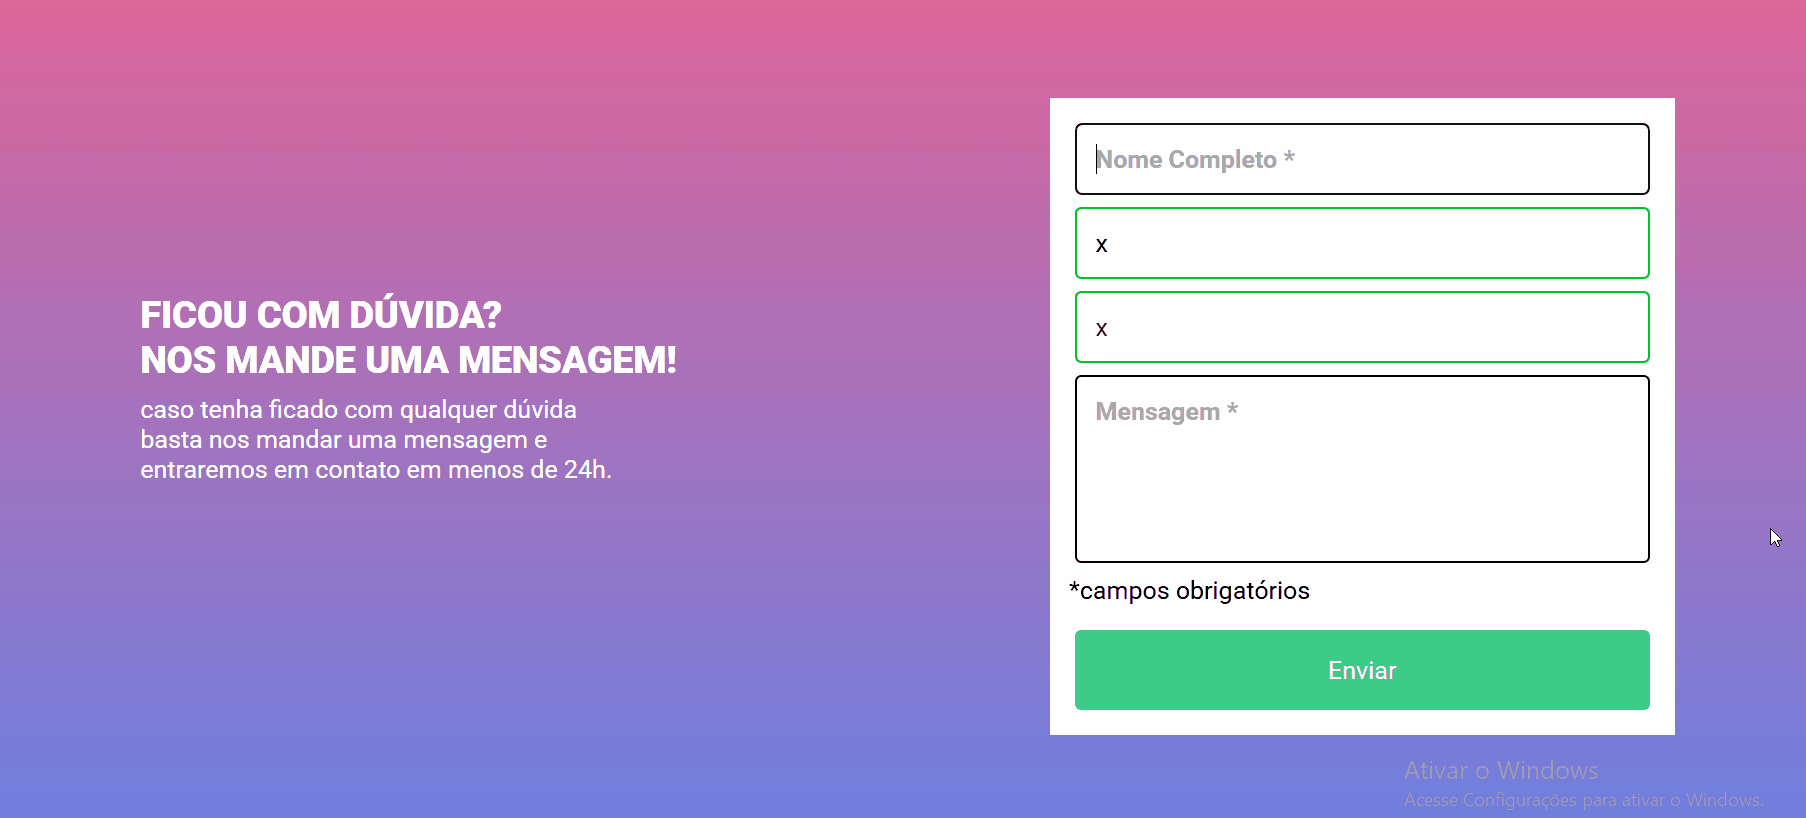 FICOU COM DÚVIDA?
NOS MANDE UMA MENSAGEM!
caso tenha ficado com qualquer dúvida
basta nos mandar uma mensagem e
entraremos em contato em menos de 24h.
Nome Completo *
x
x
Mensagem *
*campos obrigatórios
Enviar
Ativar o Windows
Acesse Configurações para ativar o Windows.